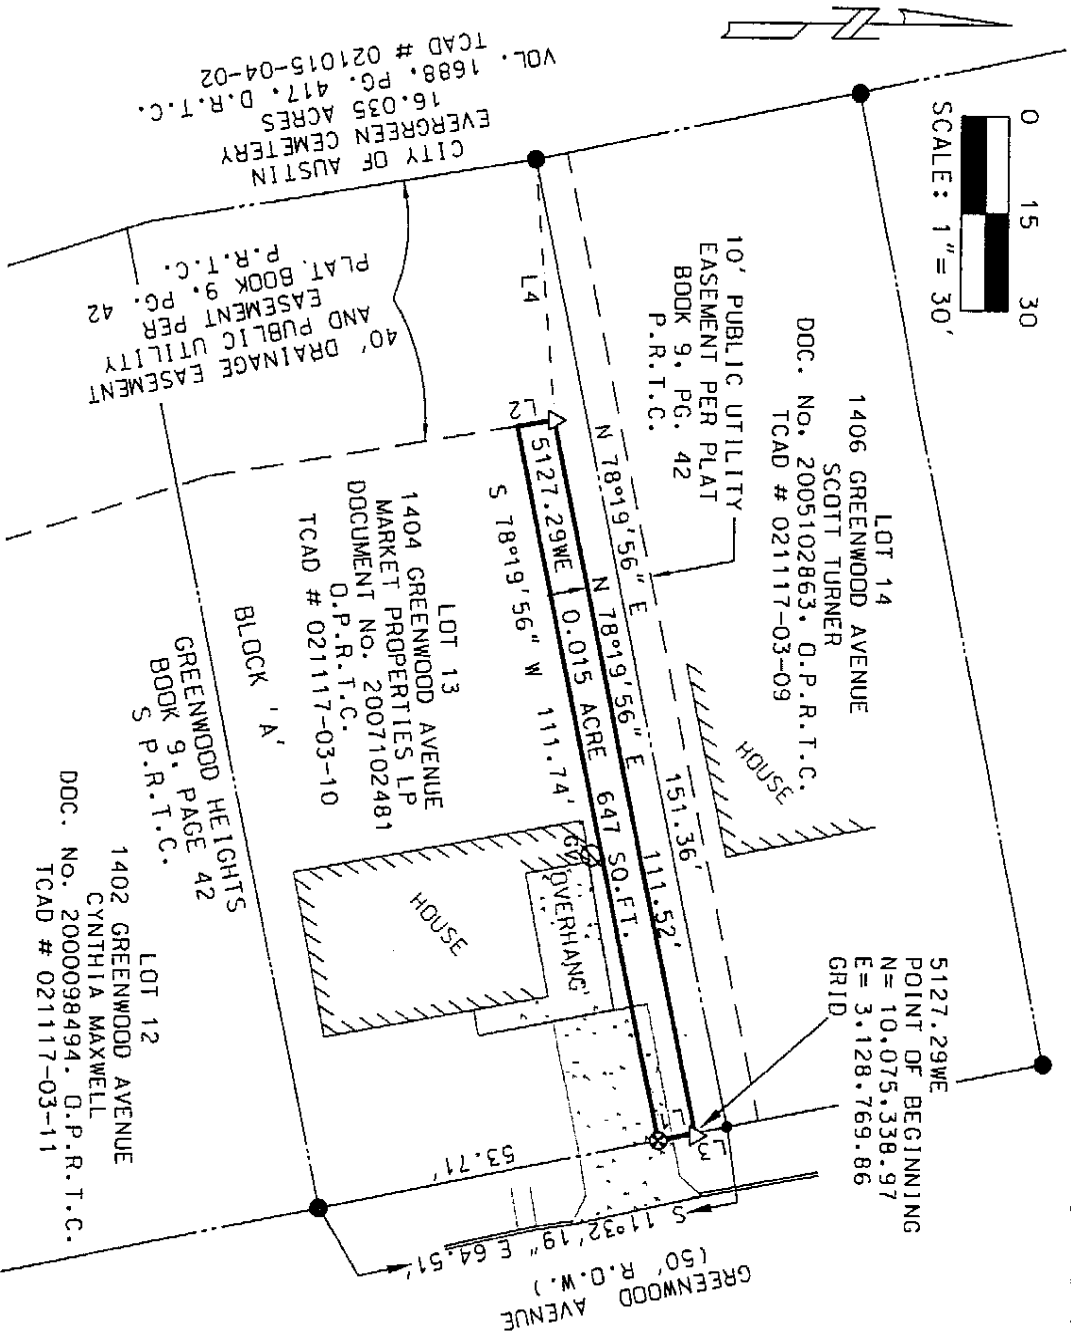 0 15 30
SCALE: 1"= 30'
VOL. 1688, PG. 417, D.R.T.C.
TCAD # 021015-04-02
CITY OF AUSTIN
EVERGREEN CEMETERY
16.035 ACRES
40' DRAINAGE EASEMENT
AND PUBLIC UTILITY
EASEMENT PER
PLAT BOOK 9, PG. 42
P.R.T.C.
10' PUBLIC UTILITY
EASEMENT PER PLAT
BOOK 9, PG. 42
P.R.T.C.
LOT 14
1406 GREENWOOD AVENUE
SCOTT TURNER
DOC. No. 2005102863, O.P.R.T.C.
TCAD # 021117-03-09
HOUSE
L4
L2
N 78°19'56" E 151.36'
N 78°19'56" E 111.52'
5127.29WE 0.015 ACRE 647 SQ.FT.
S 78°19'56" W 111.74'
LOT 13
1404 GREENWOOD AVENUE
MARKET PROPERTIES LP
DOCUMENT No. 2007102481
O.P.R.T.C.
TCAD # 021117-03-10
BLOCK 'A'
GREENWOOD HEIGHTS
BOOK 9, PAGE 42
S P.R.T.C.
HOUSE
OVERHANG
LOT 12
1402 GREENWOOD AVENUE
CYNTHIA MAXWELL
DOC. No. 2000098494, O.P.R.T.C.
TCAD # 021117-03-11
5127.29WE
POINT OF BEGINNING
N= 10,075,338.97
E= 3,128,769.86
GRID
L3
53.71'
S 11°32'19" E 64.51'
GREENWOOD AVENUE
(50' R.O.W.)